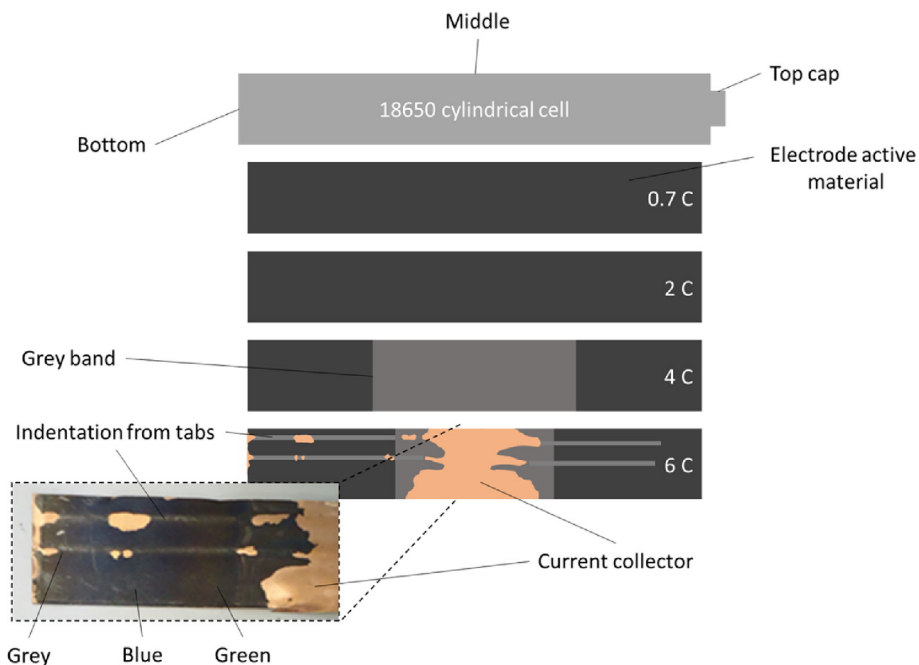 Middle
Top cap
18650 cylindrical cell
Bottom
Electrode active
material
0.7 C
2 C
Grey band
4 C
Indentation from tabs
6 C
Current collector
Grey
Blue
Green